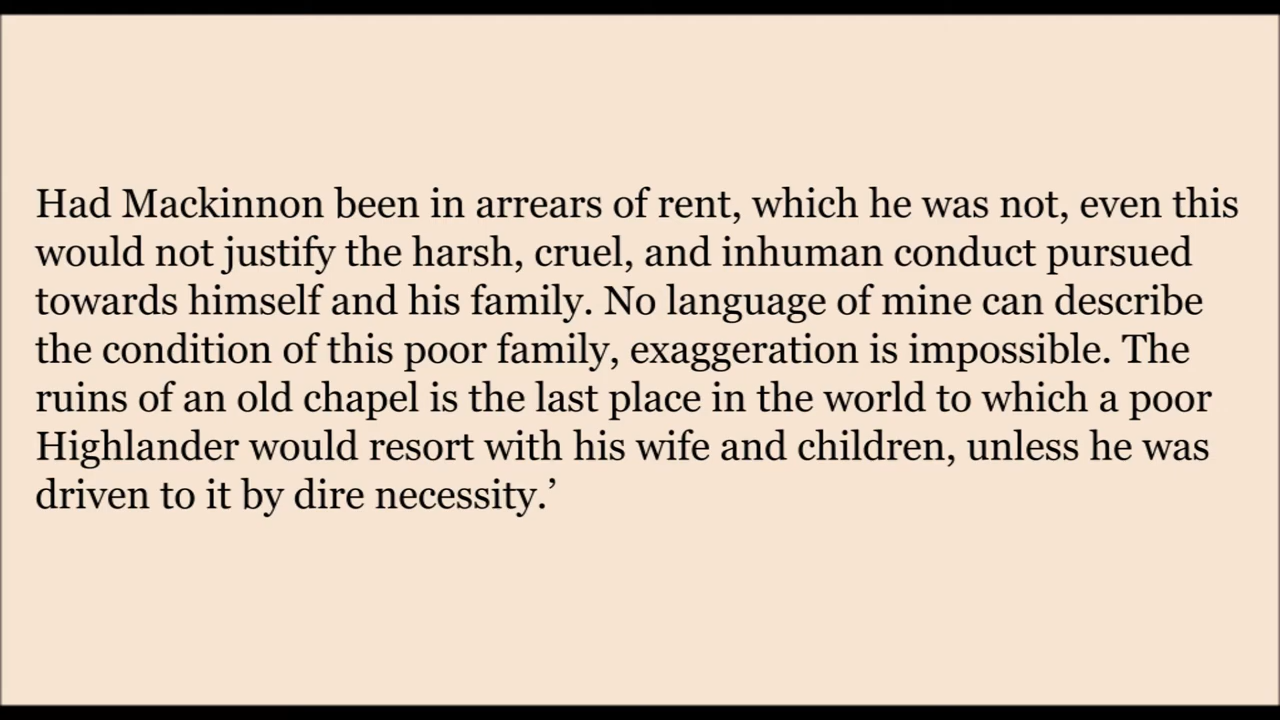 Had Mackinnon been in arrears of rent, which he was not, even this
would not justify the harsh, cruel, and inhuman conduct pursued
towards himself and his family. No language of mine can describe
the condition of this poor family, exaggeration is impossible. The
ruins of an old chapel is the last place in the world to which a poor
Highlander would resort with his wife and children, unless he was
driven to it by dire necessity.’